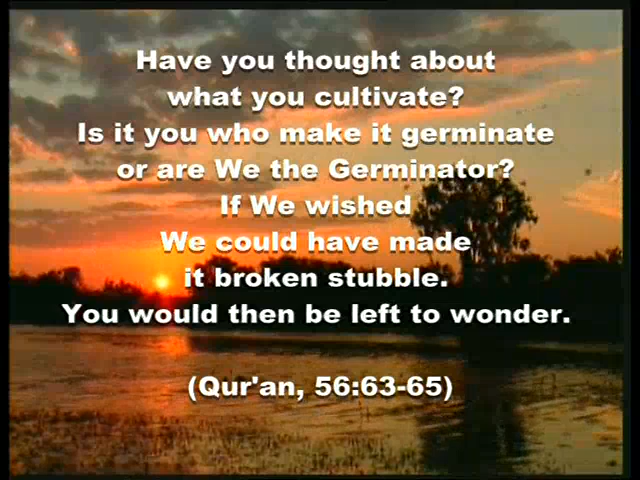 Have you thought about
what you cultivate?
Is it you who make it germinate
or are We the Germinator?
If We wished
We could have made
it broken stubble.
You would then be left to wonder.
(Qur'an, 56:63-65)